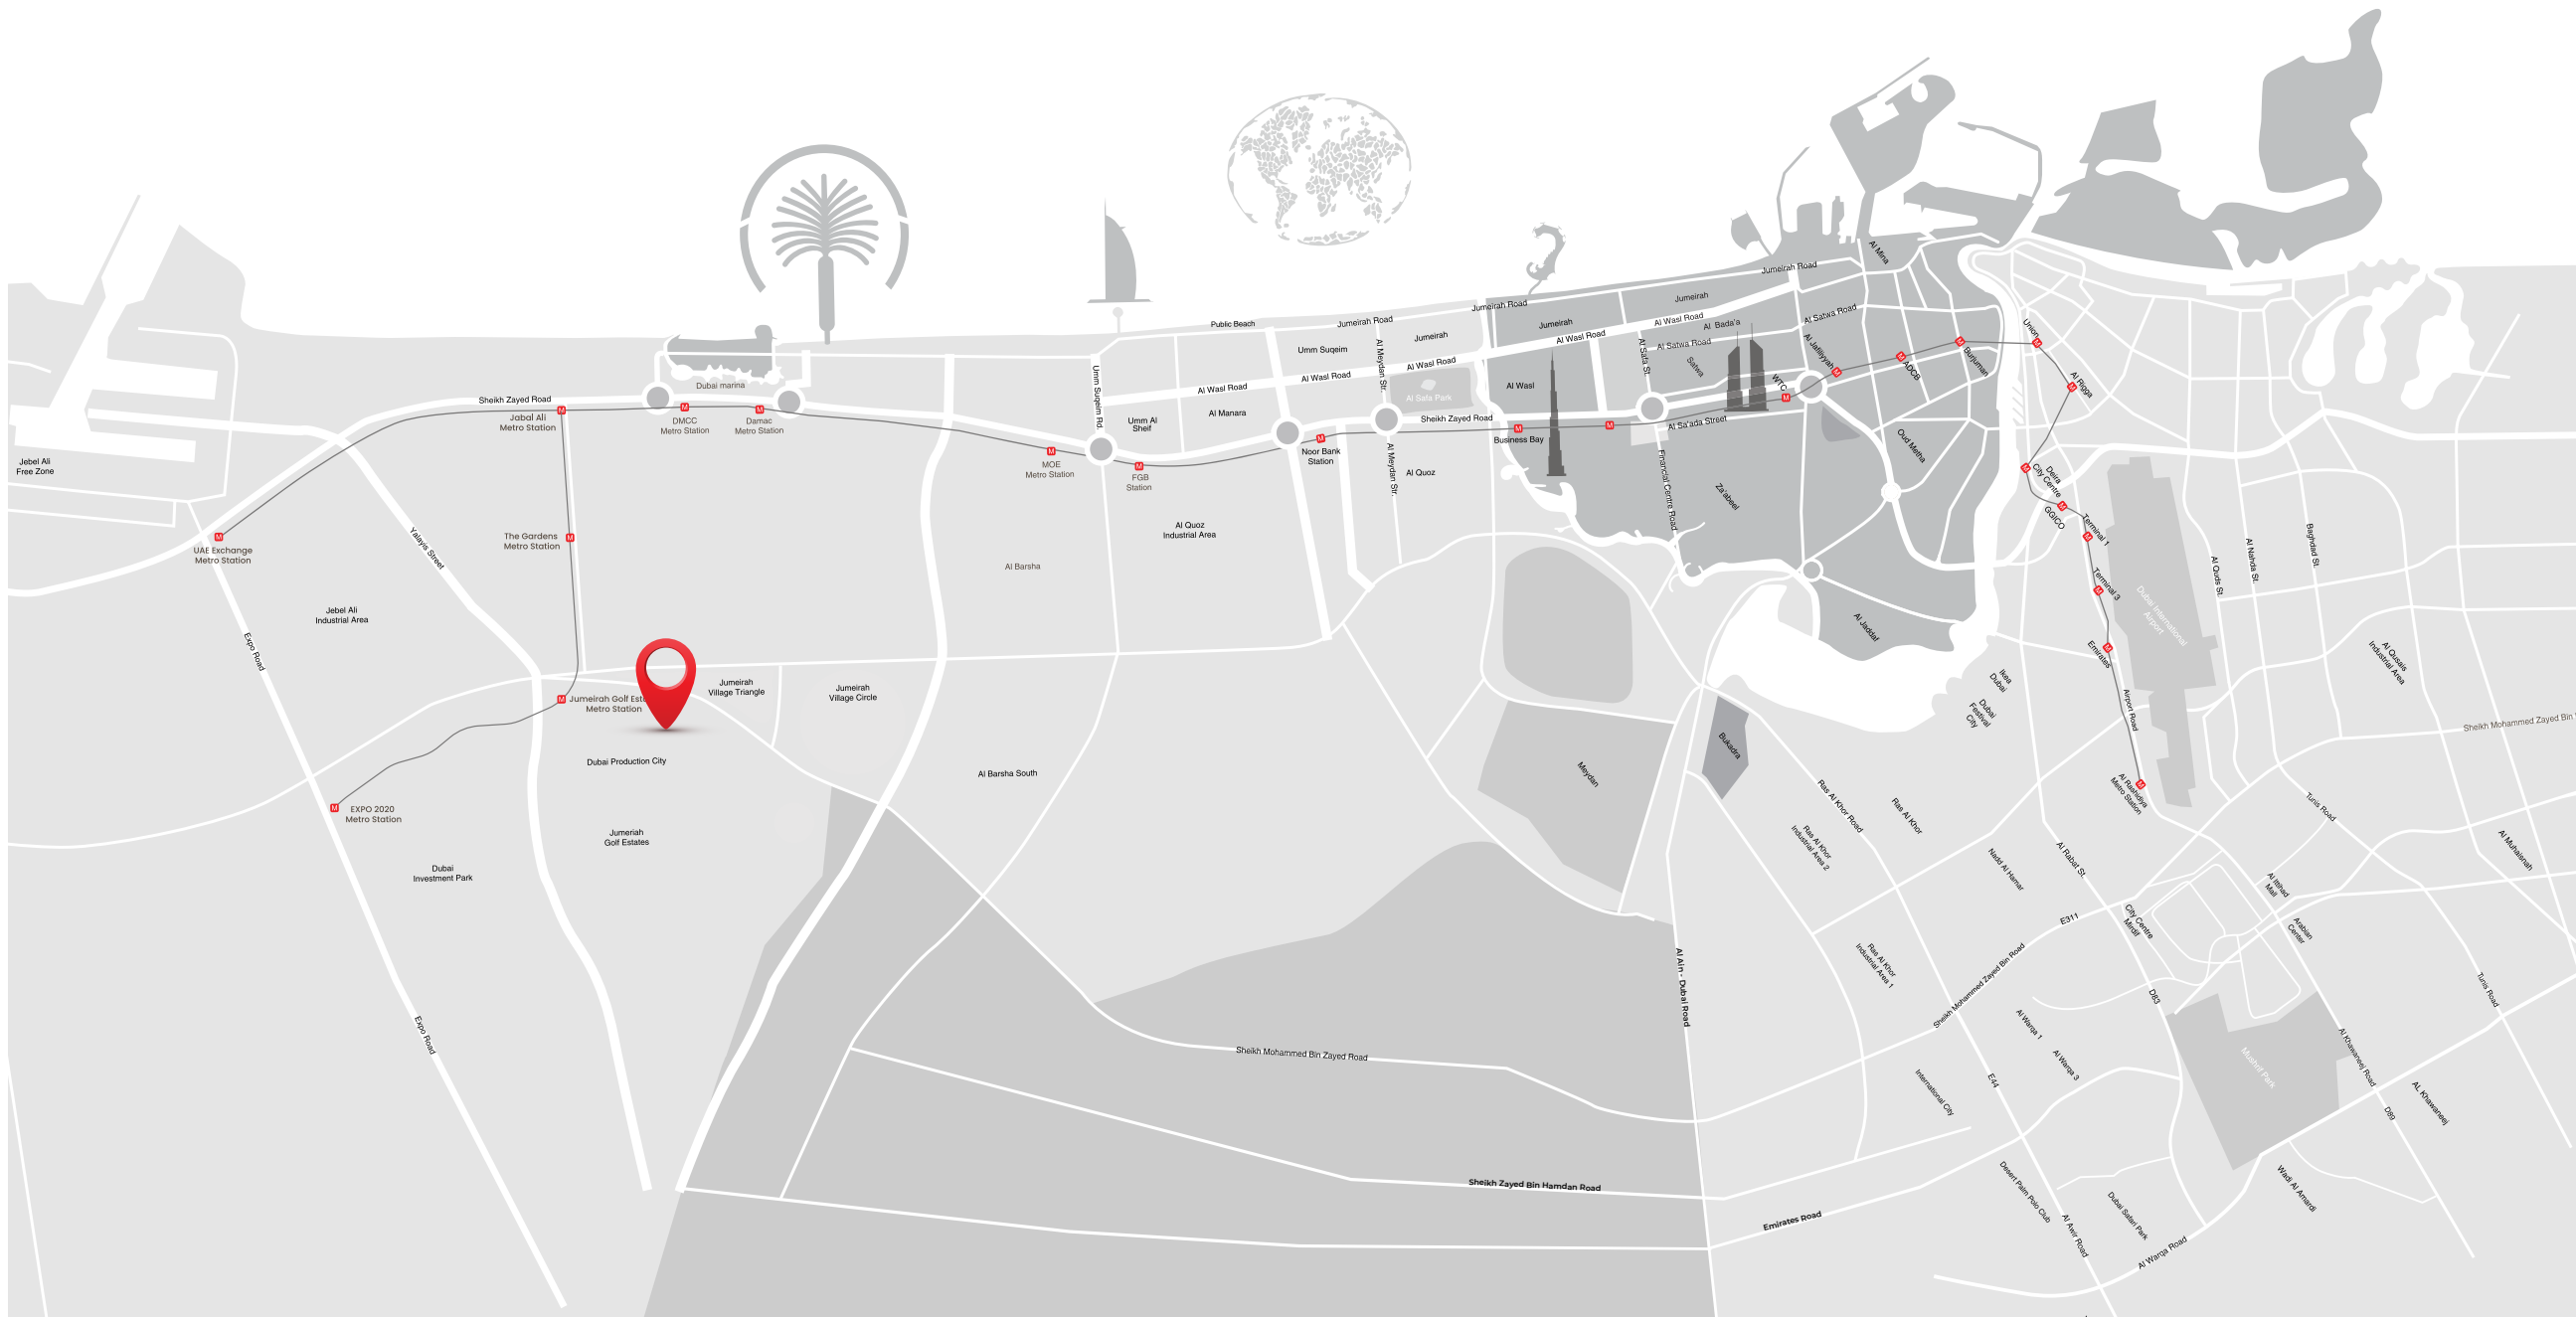 Jebel Ali
Free Zone
UAE Exchange
Metro Station
Sheikh Zayed Road
Jabal Ali
Metro Station
Dubai marina
DMCC
Metro Station
Damac
Metro Station
Yalayis Street
The Gardens
Metro Station
Jebel Ali
Industrial Area
Expo Road
Jumeirah Golf Est
Metro Station
Jumeirah
Village Triangle
Jumeirah
Village Circle
Dubai Production City
EXPO 2020
Metro Station
Jumeriah
Golf Estates
Dubai
Investment Park
Expo Road
MOE
Metro Station
Umm Suqeim Rd.
FGB
Station
Al Barsha
Al Barsha South
Al Quoz
Industrial Area
Umm Al
Sheif
Al Manara
Al Wasl Road
Public Beach
Umm Suqeim
Al Wasl Road
Noor Bank
Station
Jumeirah Road
Jumeirah
Al Meydan Str.
Al Wasl Road
Al Safa Park
Sheikh Zayed Road
Al Meydan Str.
Al Quoz
Jumeirah Road
Jumeirah
Al Wasl Road
Al Wasl
Business Bay
Jumeirah Road
Jumeirah
Al Wasl Road
Al Bada'a
Al Satwa Road
Al Satwa Road
Al Safa St.
Satwa
WTC
Al Jafiliyyah
Al Sa'ada Street
Financial Centre Road
Za'abeel
Al Mina
ADCB
Burjuman
Oud Metha
Al Jaddaf
Union
Al Rigga
Deira
City Centre
GGICO
Terminal 1
Terminal 3
Emirates
Airport Road
Dubai International
Airport
Al Rashidiya
Metro Station
Al Quds St.
Al Nahda St.
Baghdad St.
Al Qusais
Industrial Area
Sheikh Mohammed Zayed Bin
Ikea
Dubai
Dubai
Festival
City
Meydan
Bukadra
Ras Al Khor Road
Ras Al Khor
Ras Al Khor
Industrial Area 2
Ras Al Khor
Industrial Area 1
Nadd Al Hamar
Al Rabat St.
E311
City Centre
Mirdif
Al Ittihad
Mall
Arabian
Center
Tunis Road
Al Muhaisnah
Tunis Road
Sheikh Mohammed Zayed Bin Road
D83
Al Warqa 1
Al Warqa 3
E44
International City
Mushrif Park
Al Khawaneej Road
D89
AL Khawaneej
Wadi Al Amardi
Desert Palm Polo Club
Dubai Safari Park
Al Awir Road
Al Warqa Road
Al Ain - Dubai Road
Sheikh Mohammed Bin Zayed Road
Sheikh Zayed Bin Hamdan Road
Emirates Road